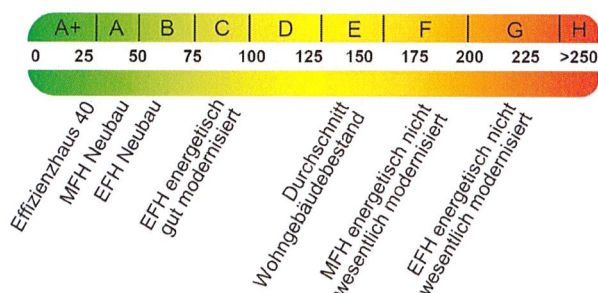 A+ A B C D E F G H
0 25 50 75 100 125 150 175 200 225 >250
Effizienzhaus 40
MFH Neubau
EFH Neubau
EFH energetisch
gut modernisiert
Durchschnitt
Wohngebäudebestand
MFH energetisch nicht
wesentlich modernisiert
EFH energetisch nicht
wesentlich modernisiert